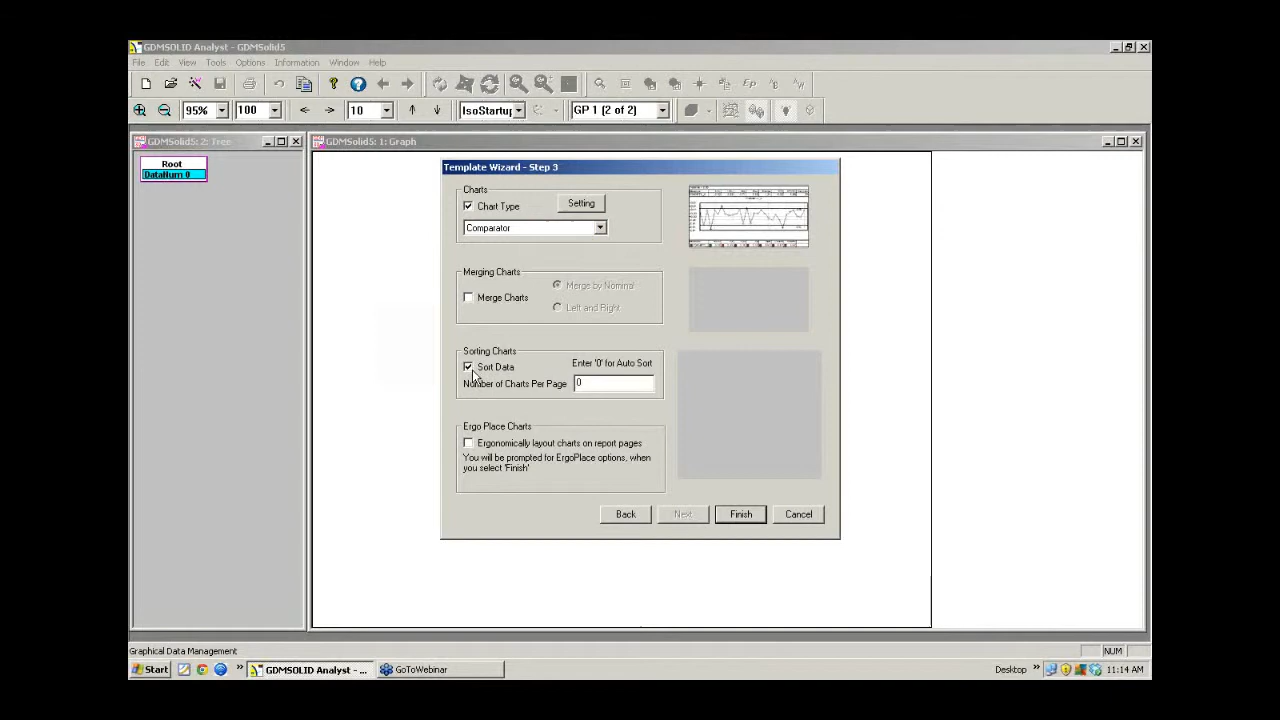 GDMSOLID Analyst - GDMSolid5
File Edit View Tools Options Information Window Help
95% 100 10 IsoStartup GP 1 (2 of 2)
GDMSolid5: 2: Tree
GDMSolid5: 1: Graph
Root
DataNum 0
Template Wizard - Step 3
Charts
Chart Type
Setting
Comparator
Merging Charts
Merge Charts
Merge by Nominal
Left and Right
Sorting Charts
Sort Data
Enter '0' for Auto Sort
Number of Charts Per Page
0
Ergo Place Charts
Ergonomically layout charts on report pages
You will be prompted for ErgoPlace options, when
you select 'Finish'
Back Next Finish Cancel
Graphical Data Management
NUM
Start GDMSOLID Analyst - ... GoToWebinar Desktop 11:14 AM